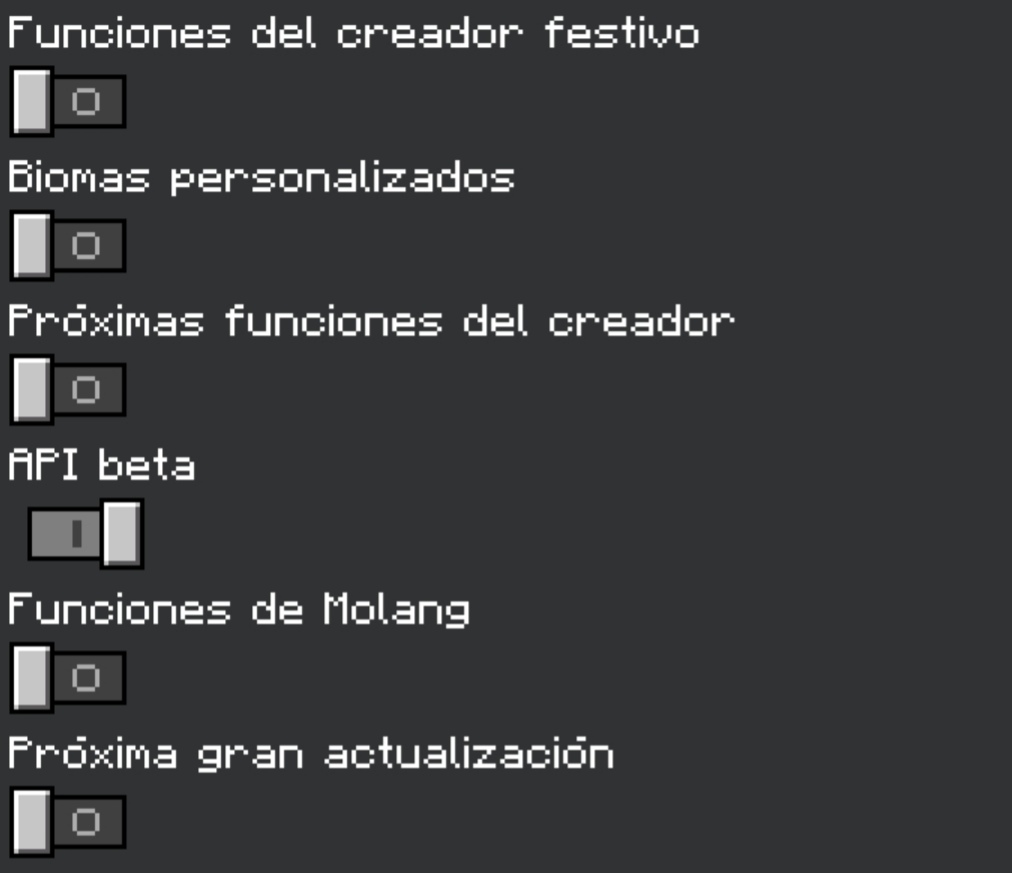 Funciones del creador festivo
Biomas personalizados
Próximas funciones del creador
API beta
Funciones de Molang
Próxima gran actualización